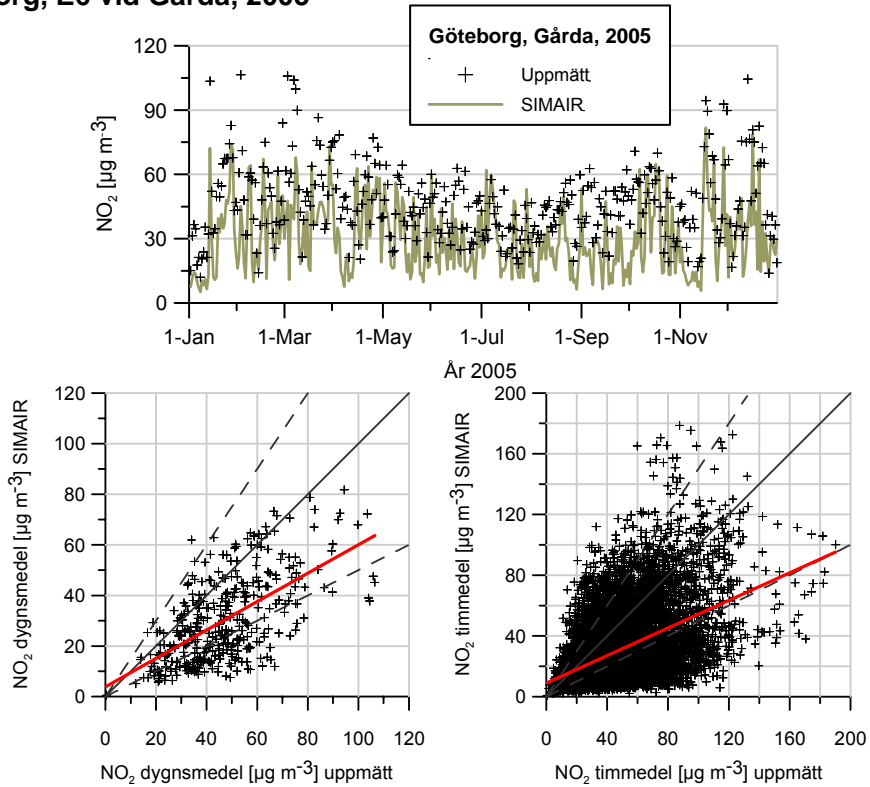 Göteborg, Gårda, 2005
Uppmätt
SIMAIR
NO2 [µg m-3]
120
90
60
30
0
1-Jan 1-Mar 1-May 1-Jul 1-Sep 1-Nov
År 2005
NO2 dygnsmedel [µg m-3] SIMAIR
120
100
80
60
40
20
0
0 20 40 60 80 100 120
NO2 dygnsmedel [µg m-3] uppmätt
NO2 timmedel [µg m-3] SIMAIR
200
160
120
80
40
0
0 40 80 120 160 200
NO2 timmedel [µg m-3] uppmätt